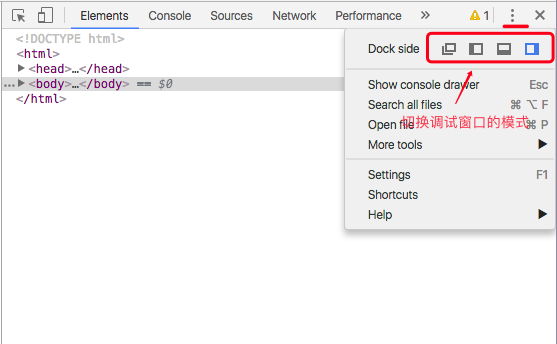 Elements Console Sources Network Performance » 1
<!DOCTYPE html>
<html>
▶<head>…</head>
…▶<body>…</body> == $0
</html>
Dock side
Show console drawer Esc
Search all files ⌘ ⌥ F
Open file ⌘ P
切换调试窗口的模式
More tools ▶
Settings F1
Shortcuts
Help ▶